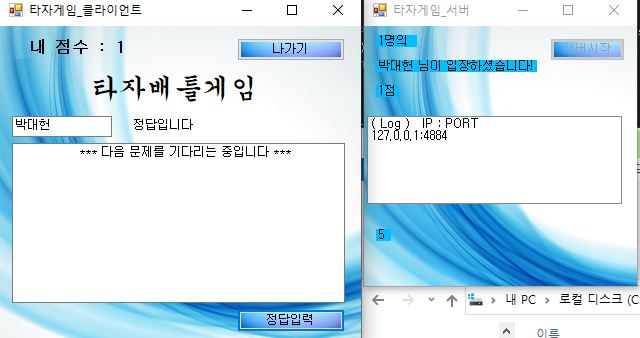 타자게임_클라이언트
내 점수 : 1
나가기
타자배틀게임
박대헌
정답입니다
*** 다음 문제를 기다리는 중입니다 ***
정답입력
타자게임_서버
1명의
서버시작
박대헌 님이 입장하셨습니다!
1점
( Log ) IP : PORT
127.0.0.1:4884
5
내 PC > 로컬 디스크 (C
이름